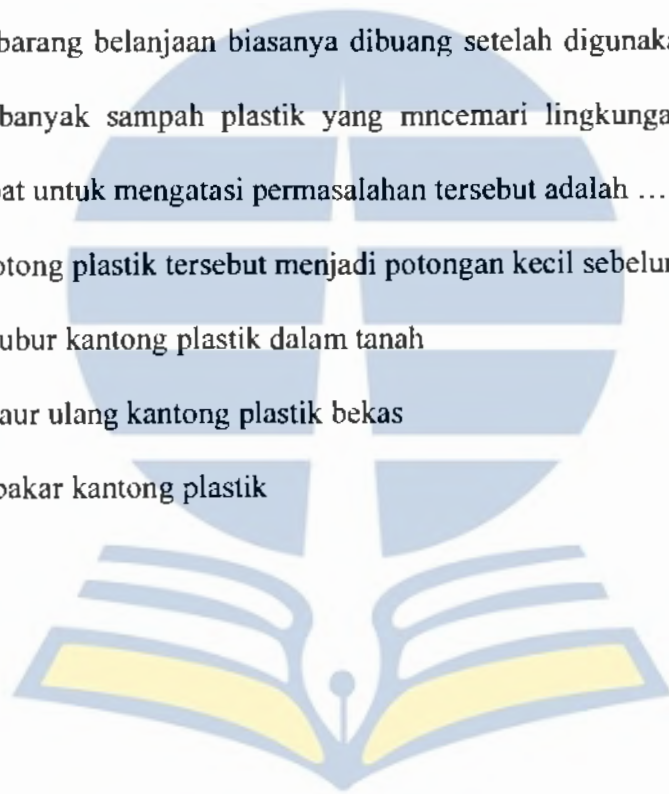 barang belanjaan biasanya dibuang setelah digunaka
banyak sampah plastik yang mncemari lingkunga
at untuk mengatasi permasalahan tersebut adalah ...
otong plastik tersebut menjadi potongan kecil sebelu
ubur kantong plastik dalam tanah
aur ulang kantong plastik bekas
bakar kantong plastik